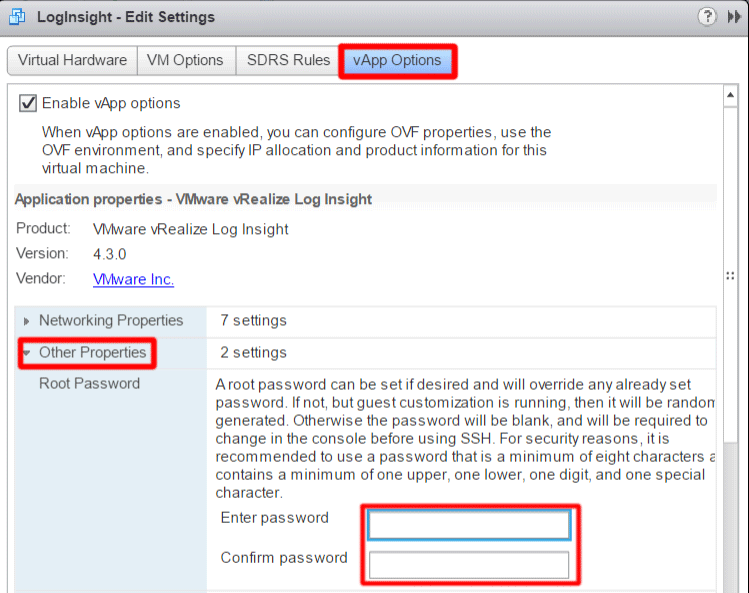 LogInsight - Edit Settings
?
Virtual Hardware VM Options SDRS Rules vApp Options
Enable vApp options
When vApp options are enabled, you can configure OVF properties, use the
OVF environment, and specify IP allocation and product information for this
virtual machine.
Application properties - VMware vRealize Log Insight
Product: VMware vRealize Log Insight
Version: 4.3.0
Vendor: VMware Inc.
Networking Properties 7 settings
Other Properties 2 settings
Root Password A root password can be set if desired and will override any already set
password. If not, but guest customization is running, then it will be random
generated. Otherwise the password will be blank, and will be required to
change in the console before using SSH. For security reasons, it is
recommended to use a password that is a minimum of eight characters a
contains a minimum of one upper, one lower, one digit, and one special
character.
Enter password
Confirm password